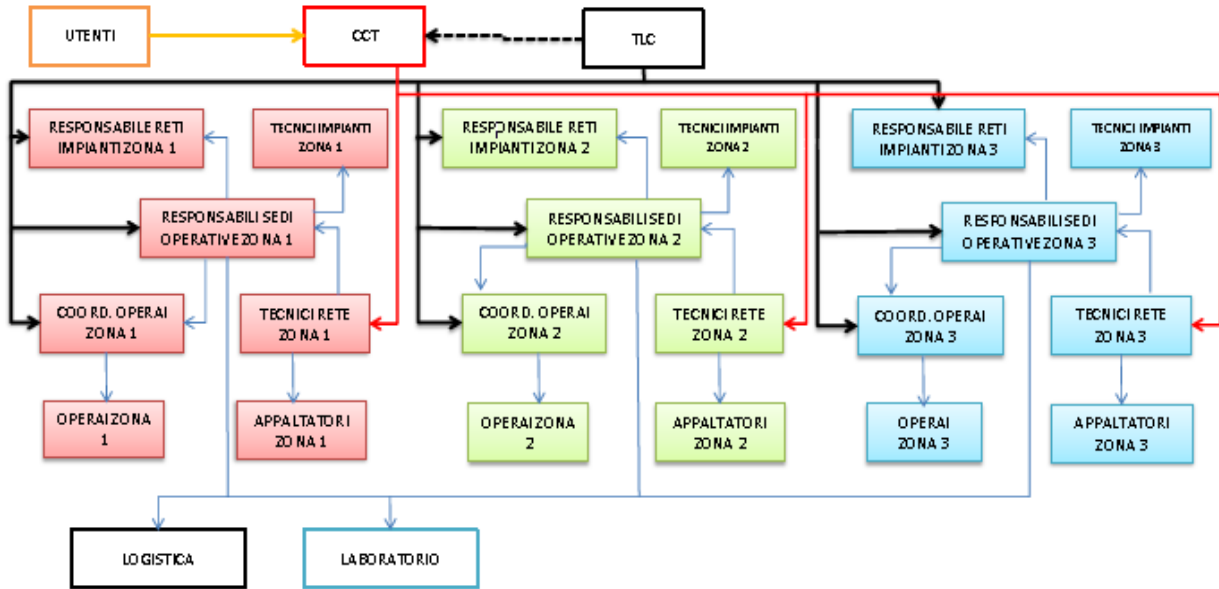 UTENTI
CCT
TLC
RESPONSABILE RETI
IMPIANTI ZONA 1
TECNICI IMPIANTI
ZONA 1
RESPONSABILE RETI
IMPIANTI ZONA 2
TECNICI IMPIANTI
ZONA 2
RESPONSABILE RETI
IMPIANTI ZONA 3
TECNICI IMPIANTI
ZONA 3
RESPONSABILI SEDI
OPERATIVE ZONA 1
RESPONSABILI SEDI
OPERATIVE ZONA 2
RESPONSABILI SEDI
OPERATIVE ZONA 3
COORD. OPERAI
ZONA 1
TECNICI RETE
ZONA 1
COORD. OPERAI
ZONA 2
TECNICI RETE
ZONA 2
COORD. OPERAI
ZONA 3
TECNICI RETE
ZONA 3
OPERAI ZONA
1
APPALTATORI
ZONA 1
OPERAI ZONA
2
APPALTATORI
ZONA 2
OPERAI
ZONA 3
APPALTATORI
ZONA 3
LOGISTICA
LABORATORIO